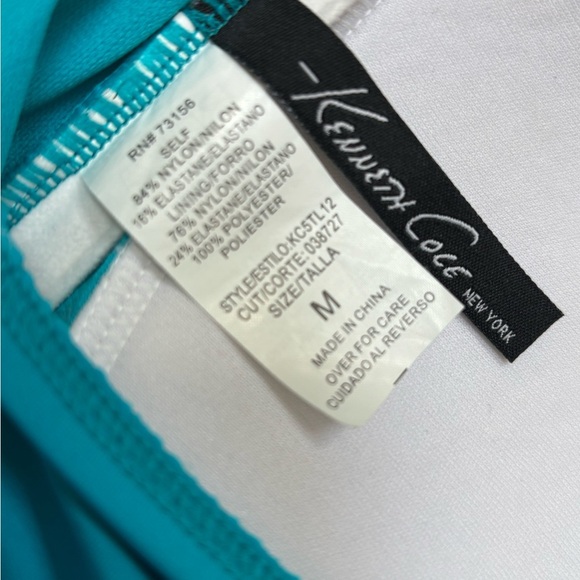 RN# 73156
SELF
84% NYLON/NILON
16% ELASTANE/ELASTANO
LINING/FORRO
76% NYLON/NILON
24% ELASTANE/ELASTANO
100% POLYESTER/
POLIESTER
STYLE/ESTILO:KC5TL12
CUT/CORTE: 038727
SIZE/TALLA
M
MADE IN CHINA
OVER FOR CARE
CUIDADO AL REVERSO
KENNETH COLE
NEW YORK